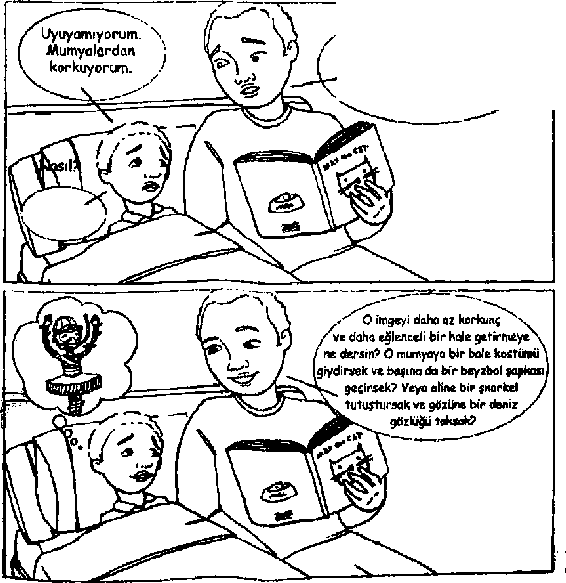 Uyuyamıyorum.
Mumyalardan
korkuyorum.
Nasıl?
O imgeyi daha az korkunç
ve daha eğlenceli bir hale getirmeye
ne dersin? O mumyaya bir bale kostümü
giydirsek ve başına da bir beyzbol şapkası
geçirsek? Veya eline bir şnorkel
tutuştursak ve gözüne bir deniz
gözlüğü taksak?